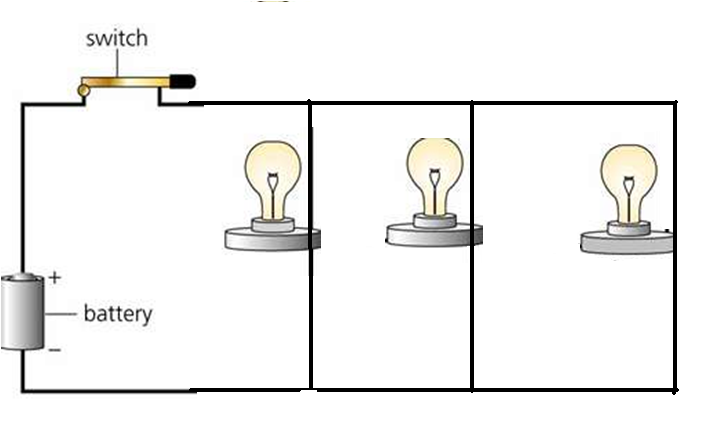 switch
+
battery
−